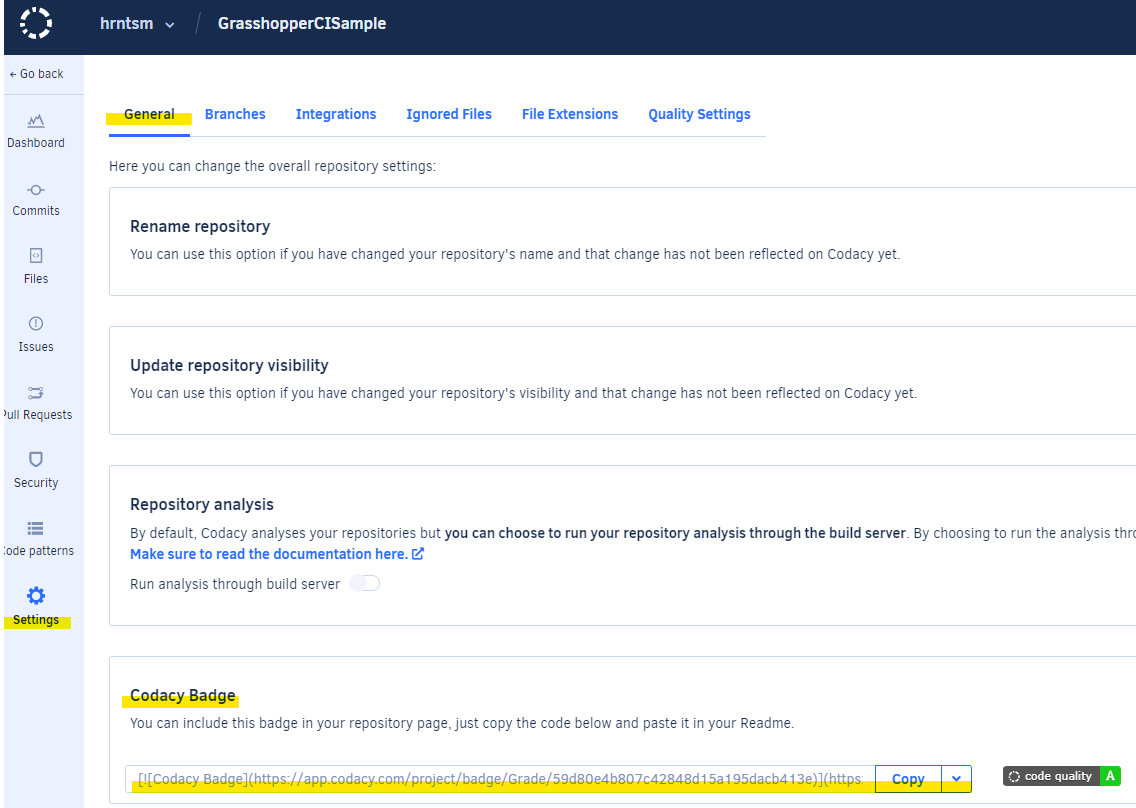 hrntsm / GrasshopperCISample
← Go back
General Branches Integrations Ignored Files File Extensions Quality Settings
Dashboard
Commits
Files
Issues
Pull Requests
Security
Code patterns
Settings
Here you can change the overall repository settings:
Rename repository
You can use this option if you have changed your repository's name and that change has not been reflected on Codacy yet.
Update repository visibility
You can use this option if you have changed your repository's visibility and that change has not been reflected on Codacy yet.
Repository analysis
By default, Codacy analyses your repositories but you can choose to run your repository analysis through the build server. By choosing to run the analysis thro
Make sure to read the documentation here.
Run analysis through build server
Codacy Badge
You can include this badge in your repository page, just copy the code below and paste it in your Readme.
[![Codacy Badge](https://app.codacy.com/project/badge/Grade/59d80e4b807c42848d15a195dacb413e)](https: Copy code quality A